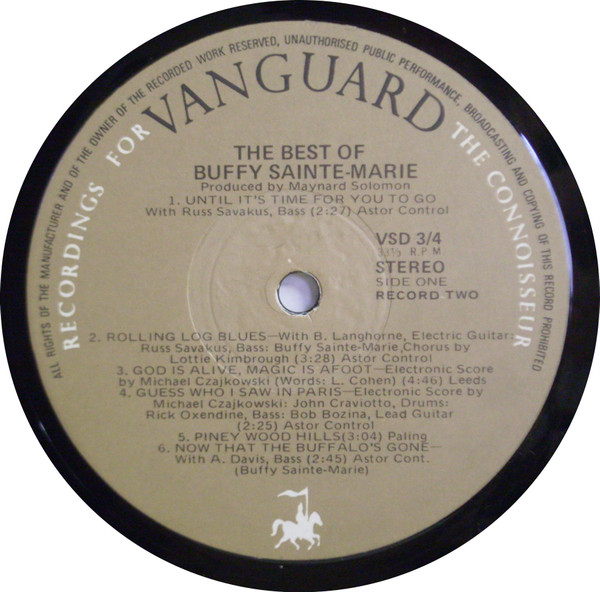 ALL RIGHTS OF THE MANUFACTURER AND OF THE OWNER OF THE RECORDED WORK RESERVED, UNAUTHORISED PUBLIC PERFORMANCE, BROADCASTING AND COPYING OF THIS RECORD PROHIBITED
RECORDINGS FOR VANGUARD THE CONNOISSEUR
THE BEST OF
BUFFY SAINTE-MARIE
Produced by Maynard Solomon
1. UNTIL IT'S TIME FOR YOU TO GO
With Russ Savakus, Bass (2:27) Astor Control
VSD 3/4
33⅓ R.P.M
STEREO
SIDE ONE
RECORD TWO
2. ROLLING LOG BLUES—With B. Langhorne, Electric Guitar:
Russ Savakus, Bass: Buffy Sainte-Marie,Chorus by
Lottie Kimbrough (3:28) Astor Control
3. GOD IS ALIVE, MAGIC IS AFOOT—Electronic Score
by Michael Czajkowski (Words: L. Cohen) (4:46) Leeds
4. GUESS WHO I SAW IN PARIS—Electronic Score by
Michael Czajkowski: John Craviotto, Drums:
Rick Oxendine, Bass: Bob Bozina, Lead Guitar
(2:25) Astor Control
5. PINEY WOOD HILLS(3:04) Paling
6. NOW THAT THE BUFFALO'S GONE—
With A. Davis, Bass (2:45) Astor Cont.
(Buffy Sainte-Marie)